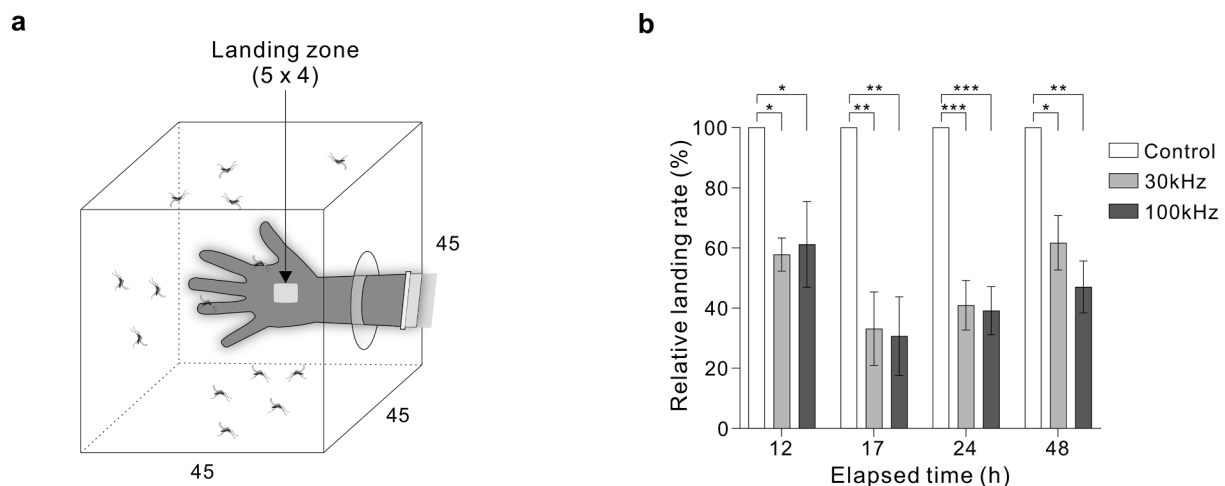 a
Landing zone
(5 x 4)
45
45
45
b
* ** *** **
* ** *** *
100
80
60
40
20
0
Relative landing rate (%)
12 17 24 48
Elapsed time (h)
Control
30kHz
100kHz